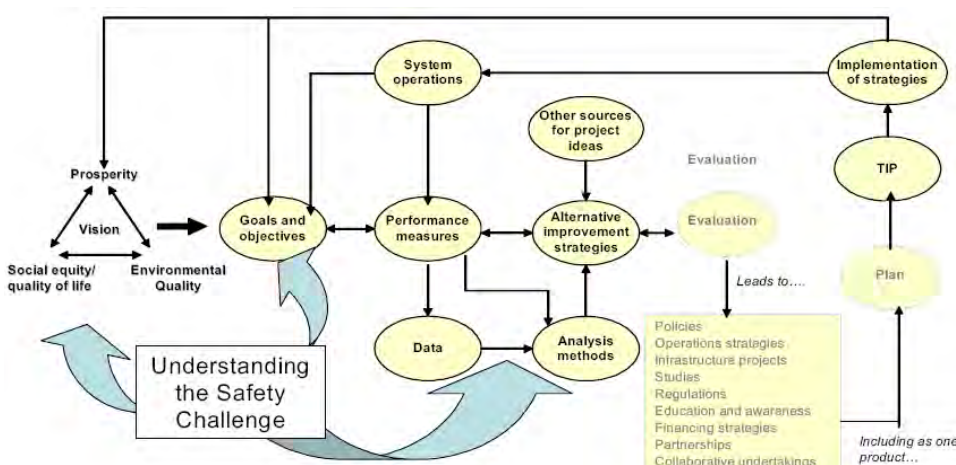 System
operations
Implementation
of strategies
Other sources
for project
ideas
Evaluation
TIP
Prosperity
Vision
Social equity/
quality of life
Environmental
Quality
Goals and
objectives
Performance
measures
Alternative
improvement
strategies
Evaluation
Plan
Leads to....
Data
Analysis
methods
Understanding
the Safety
Challenge
Policies
Operations strategies
Infrastructure projects
Studies
Regulations
Education and awareness
Financing strategies
Partnerships
Collaborative undertakings
Including as one
product…